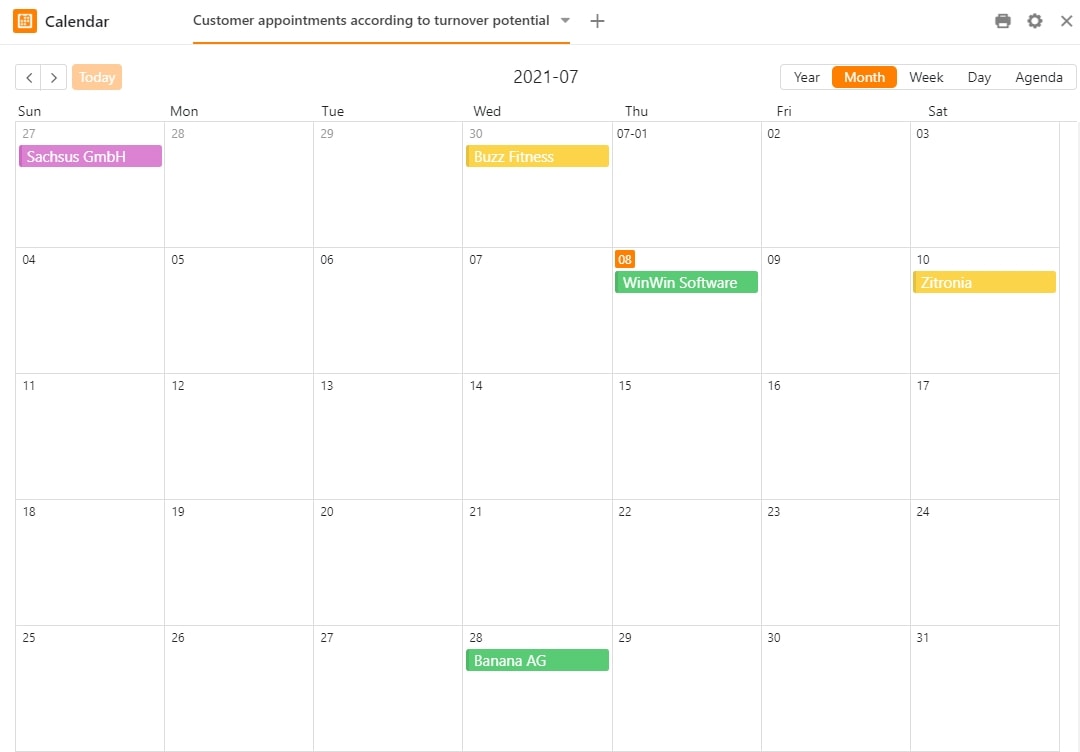 Calendar
Customer appointments according to turnover potential
Today
2021-07
Year Month Week Day Agenda
Sun Mon Tue Wed Thu Fri Sat
27 28 29 30 07-01 02 03
Sachsus GmbH Buzz Fitness
04 05 06 07 08 09 10
WinWin Software Zitronia
11 12 13 14 15 16 17
18 19 20 21 22 23 24
25 26 27 28 29 30 31
Banana AG